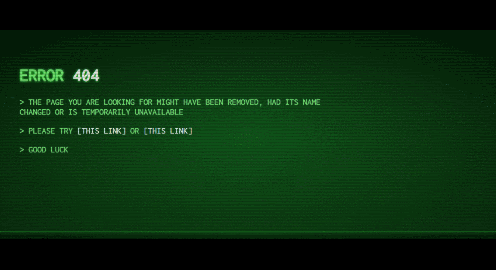 ERROR 404
> THE PAGE YOU ARE LOOKING FOR MIGHT HAVE BEEN REMOVED, HAD ITS NAME
CHANGED OR IS TEMPORARILY UNAVAILABLE
> PLEASE TRY [THIS LINK] OR [THIS LINK]
> GOOD LUCK